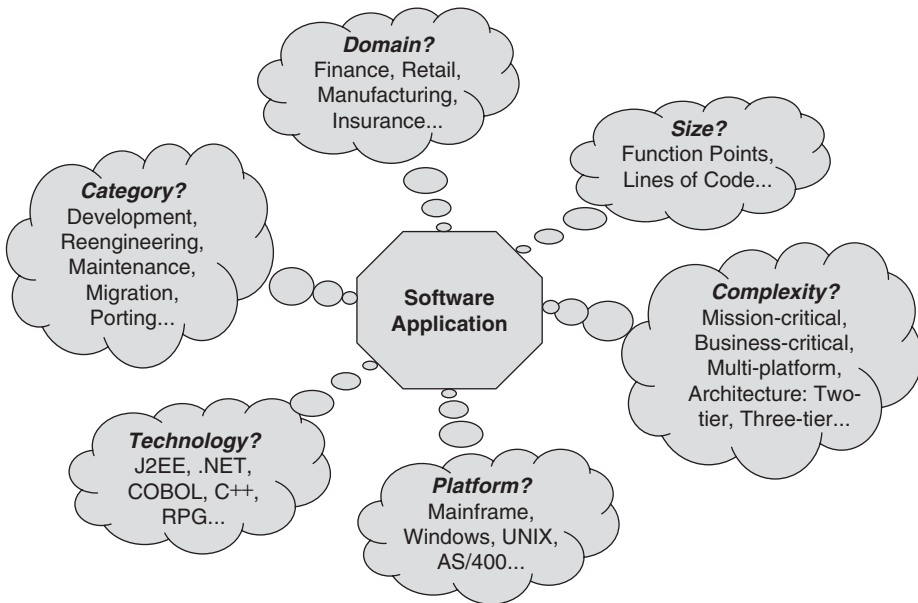 Domain?
Finance, Retail,
Manufacturing,
Insurance...
Size?
Function Points,
Lines of Code...
Category?
Development,
Reengineering,
Maintenance,
Migration,
Porting...
Software
Application
Complexity?
Mission-critical,
Business-critical,
Multi-platform,
Architecture: Two-
tier, Three-tier...
Technology?
J2EE, .NET,
COBOL, C++,
RPG...
Platform?
Mainframe,
Windows, UNIX,
AS/400...